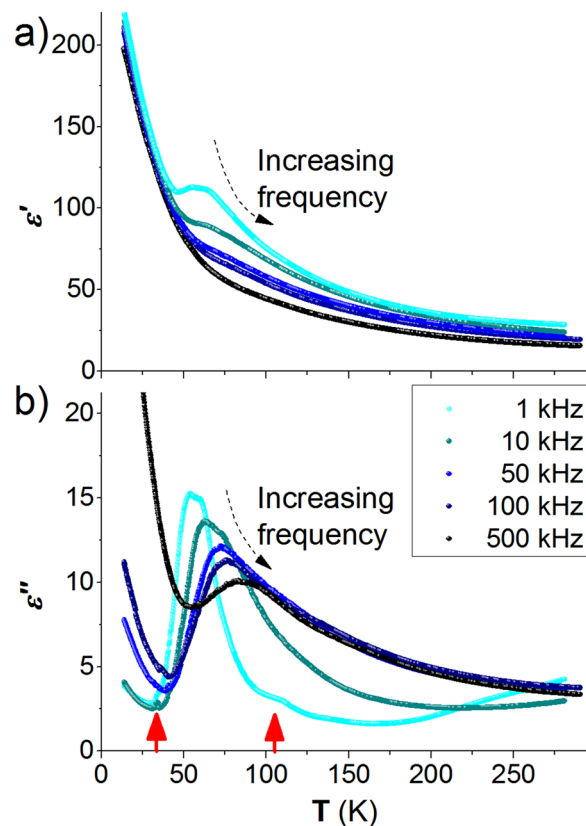 a)
200
150
100
50
0
ε'
Increasing
frequency
b)
20
15
10
5
0
ε"
Increasing
frequency
1 kHz
10 kHz
50 kHz
100 kHz
500 kHz
0 50 100 150 200 250
T (K)